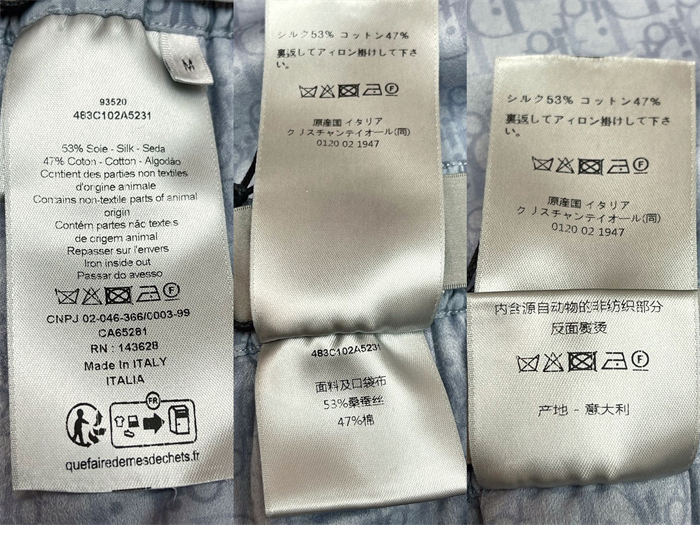 M
93520
483C102A5231
53% Soie - Silk - Seda
47% Coton - Cotton - Algodão
Contient des parties non textiles
d'origine animale
Contains non-textile parts of animal
origin
Contém partes não texteis
de origem animal
Repasser sur l'envers
Iron inside out
Passar do avesso
F
CNPJ 02-046-366/0003-99
CA65281
RN : 143628
Made In ITALY
ITALIA
FR
quefairedemesdechets.fr
シルク53% コットン47%
裏返してアイロン掛けして下さ
い。
F
原産国 イタリア
クリスチャンディオール(同)
0120 02 1947
483C102A5231
面料及口袋布
53%桑蚕丝
47%棉
Dior
シルク53% コットン47%
裏返してアイロン掛けして下さ
い。
F
原産国 イタリア
クリスチャンディオール(同)
0120 02 1947
内含源自动物的非纺织部分
反面熨烫
F
产地 - 意大利